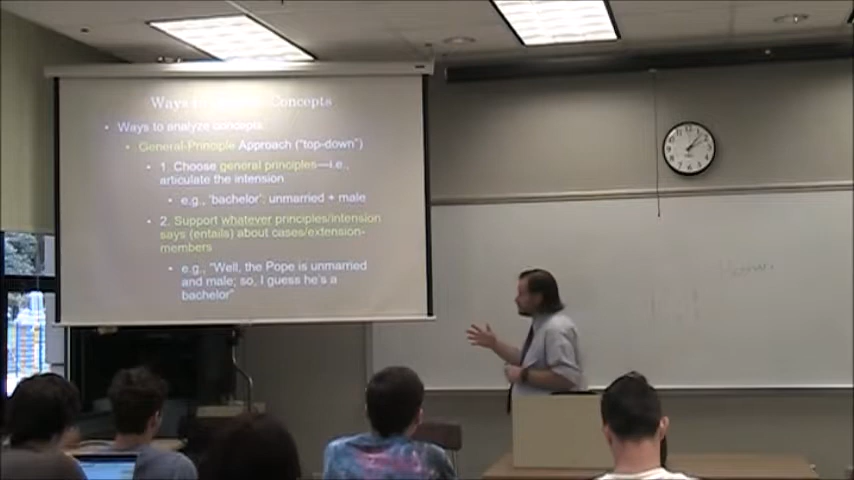 Ways Concepts
• Ways to analyze concepts:
• General-Principle Approach ("top-down")
• 1. Choose general principles—i.e.,
articulate the intension
• e.g., 'bachelor': unmarried + male
• 2. Support whatever principles/intension
says (entails) about cases/extension-
members
• e.g., "Well, the Pope is unmarried
and male; so, I guess he's a
bachelor"